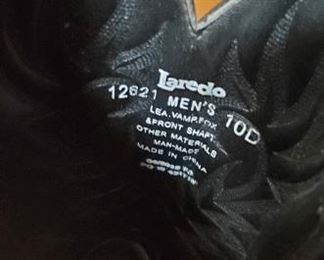 Laredo
12621 MEN'S 10D
LEA. VAMP. FOX
& FRONT SHAFT
OTHER MATERIALS
MAN-MADE
MADE IN CHINA